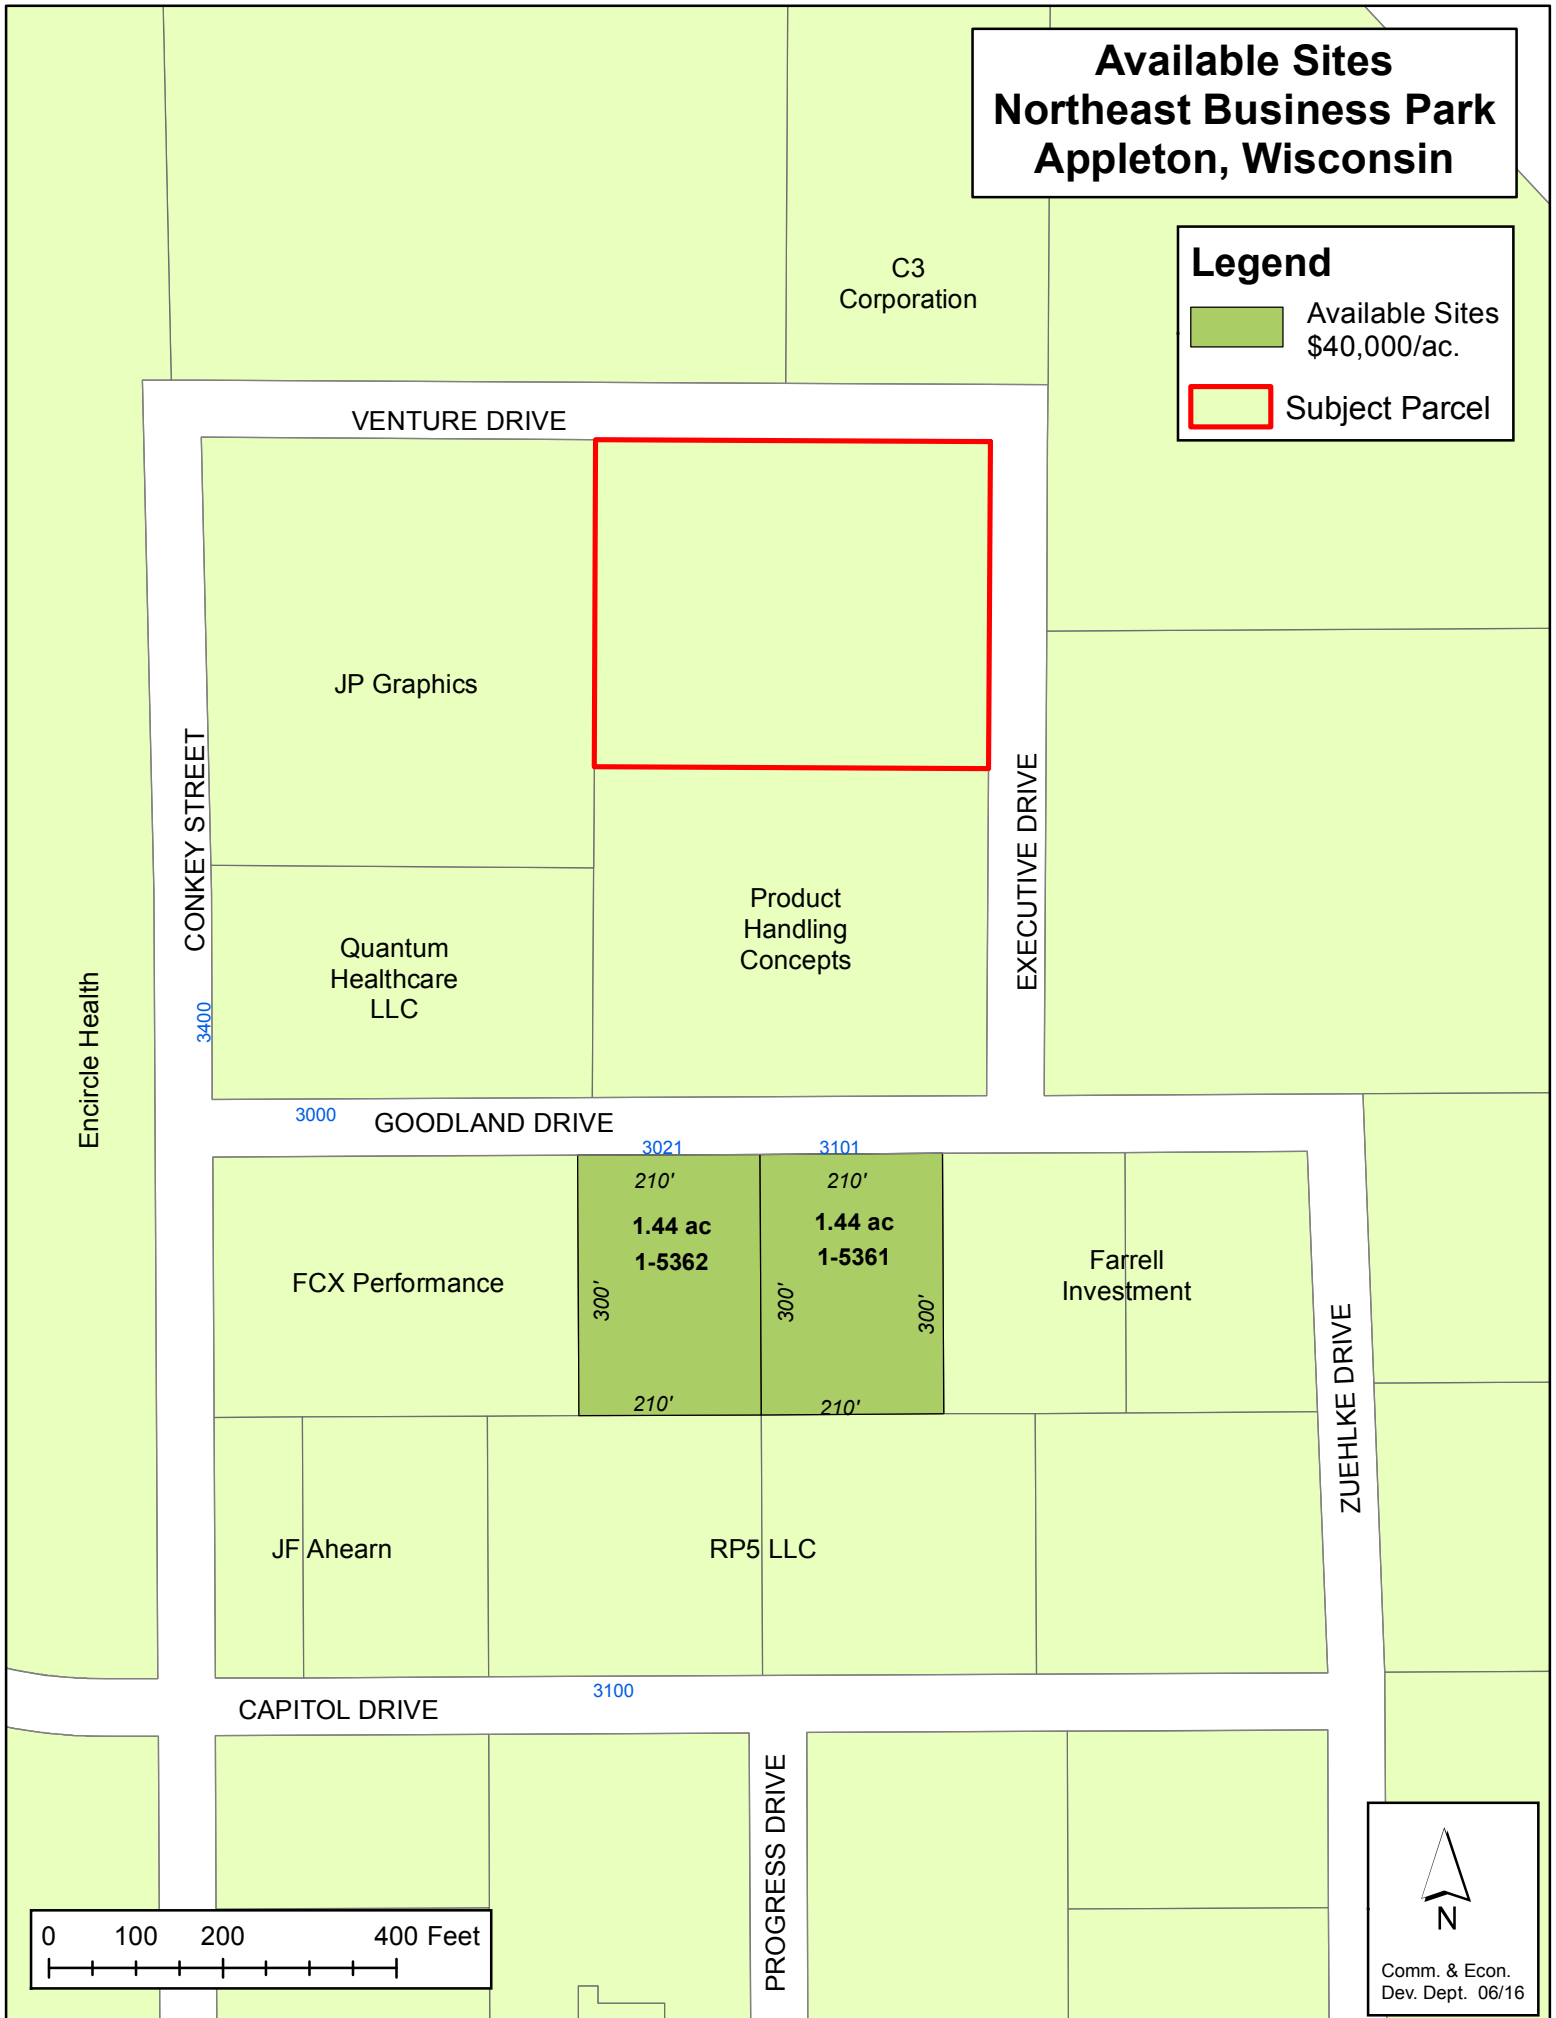 Available Sites
Northeast Business Park
Appleton, Wisconsin
Legend
Available Sites
$40,000/ac.
Subject Parcel
C3
Corporation
VENTURE DRIVE
JP Graphics
CONKEY STREET
EXECUTIVE DRIVE
Product
Handling
Concepts
Quantum
Healthcare
LLC
3400
Encircle Health
3000
GOODLAND DRIVE
3021
3101
210'
210'
1.44 ac
1-5362
1.44 ac
1-5361
300'
300'
300'
210'
210'
FCX Performance
Farrell
Investment
ZUEHLKE DRIVE
JF Ahearn
RP5 LLC
3100
CAPITOL DRIVE
PROGRESS DRIVE
0 100 200 400 Feet
N
Comm. & Econ.
Dev. Dept. 06/16